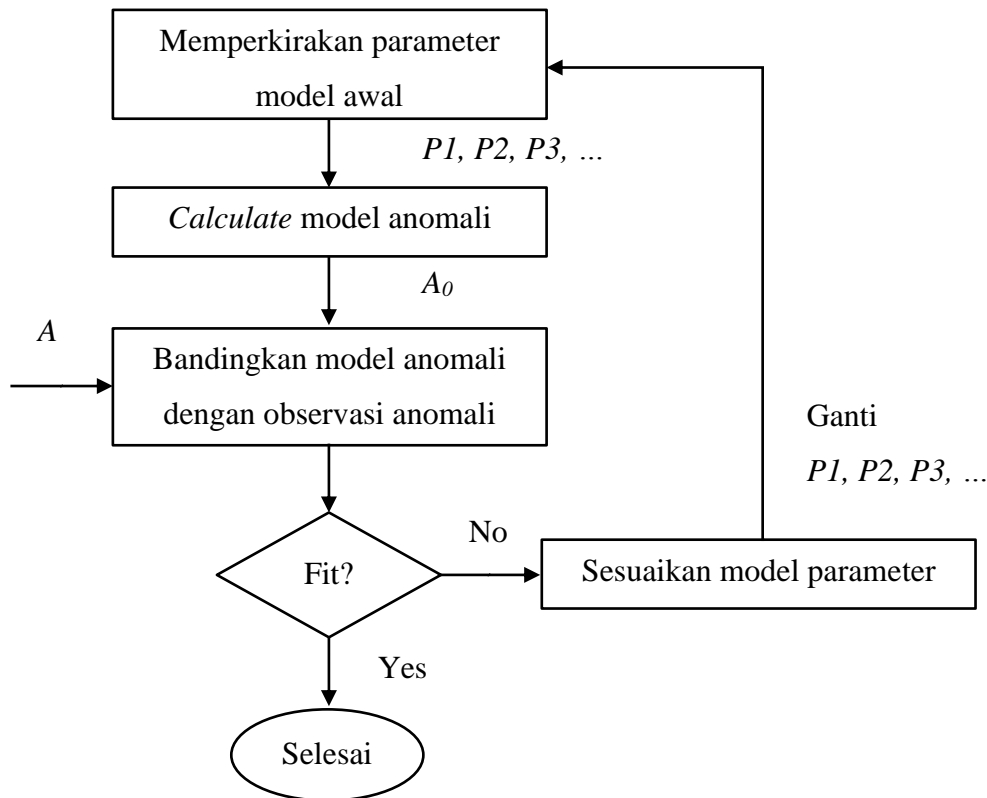 Memperkirakan parameter
model awal
P1, P2, P3, …
Calculate model anomali
A0
A
Bandingkan model anomali
dengan observasi anomali
Ganti
P1, P2, P3, …
Fit?
No
Sesuaikan model parameter
Yes
Selesai